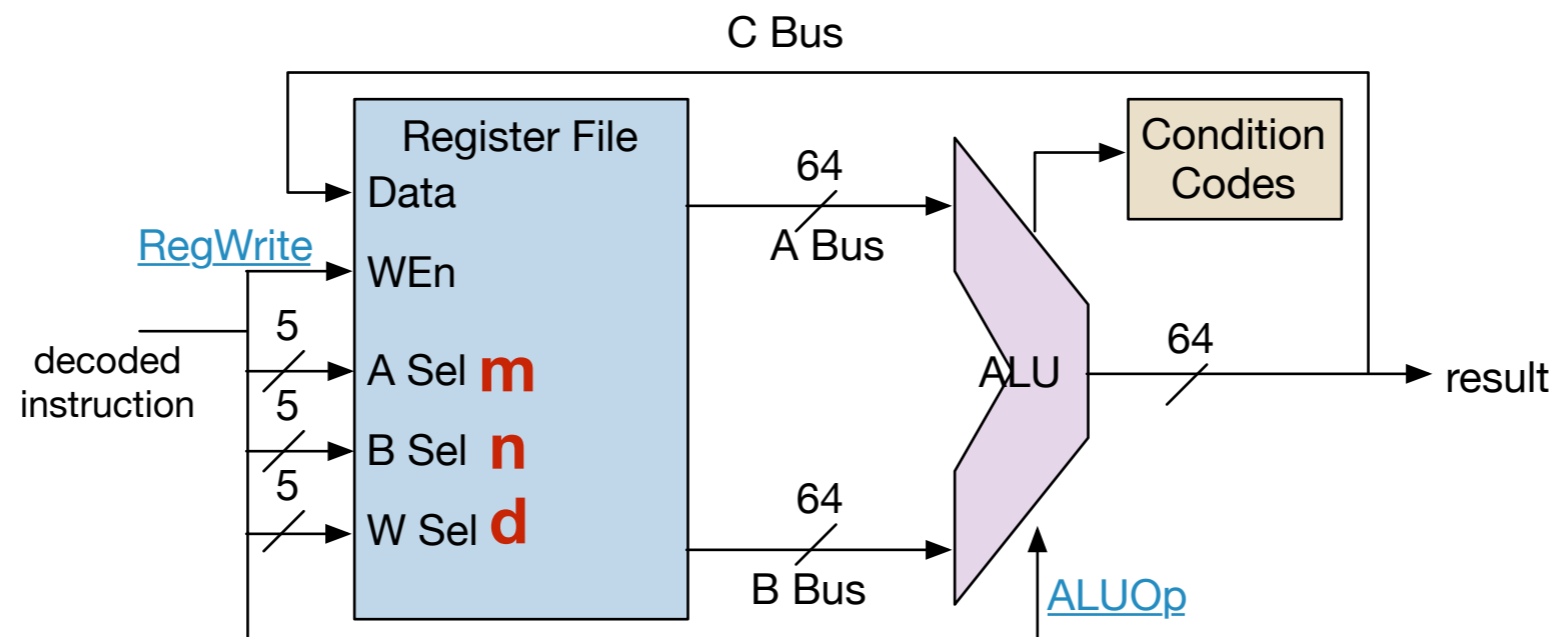 C Bus
Register File
Condition
Codes
Data
64
A Bus
RegWrite
WEn
5
decoded
instruction
A Sel m
ALU
64
result
5
B Sel n
5
W Sel d
64
B Bus
ALUOp